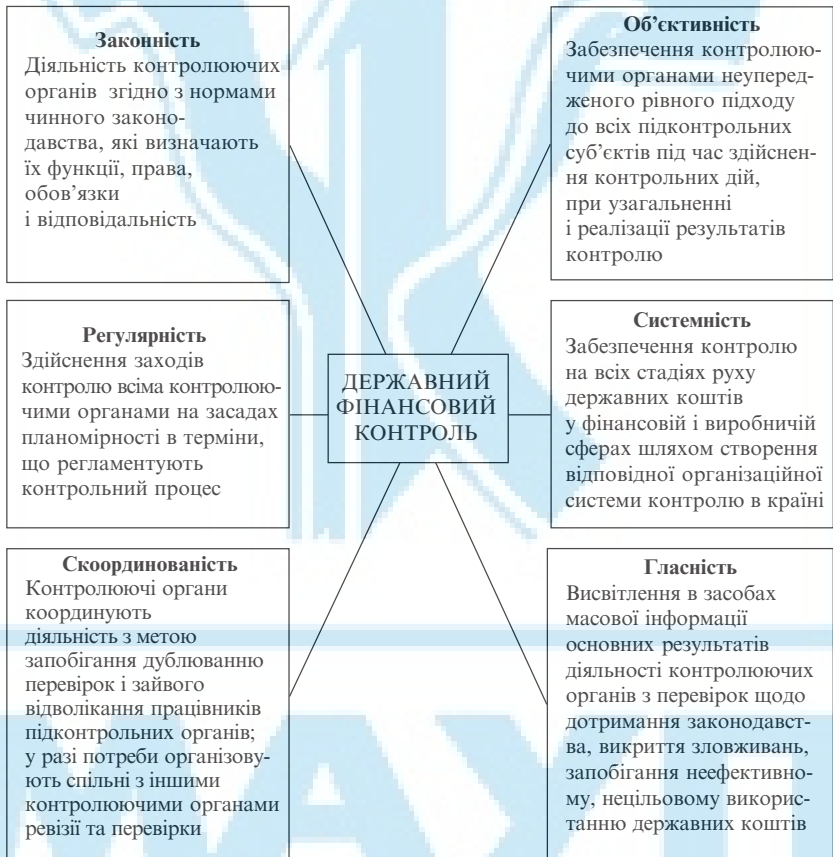 Законність
Діяльність контролюючих
органів згідно з нормами
чинного законо-
давства, які визначають
їх функції, права,
обов’язки
і відповідальність
Об’єктивність
Забезпечення контролюю-
чими органами неуперед-
женого рівного підходу
до всіх підконтрольних
суб’єктів під час здійснен-
ня контрольних дій,
при узагальненні
і реалізації результатів
контролю
Регулярність
Здійснення заходів
контролю всіма контролюю-
чими органами на засадах
планомірності в терміни,
що регламентують
контрольний процес
ДЕРЖАВНИЙ
ФІНАНСОВИЙ
КОНТРОЛЬ
Системність
Забезпечення контролю
на всіх стадіях руху
державних коштів
у фінансовій і виробничій
сферах шляхом створення
відповідної організаційної
системи контролю в країні
Скоординованість
Контролюючі органи
координують
діяльність з метою
запобігання дублюванню
перевірок і зайвого
відволікання працівників
підконтрольних органів;
у разі потреби організову-
ють спільні з іншими
контролюючими органами
ревізії та перевірки
Гласність
Висвітлення в засобах
масової інформації
основних результатів
діяльності контролюючих
органів з перевірок щодо
дотримання законодавст-
ва, викриття зловживань,
запобігання неефективно-
му, нецільовому викорис-
танню державних коштів
МАУП